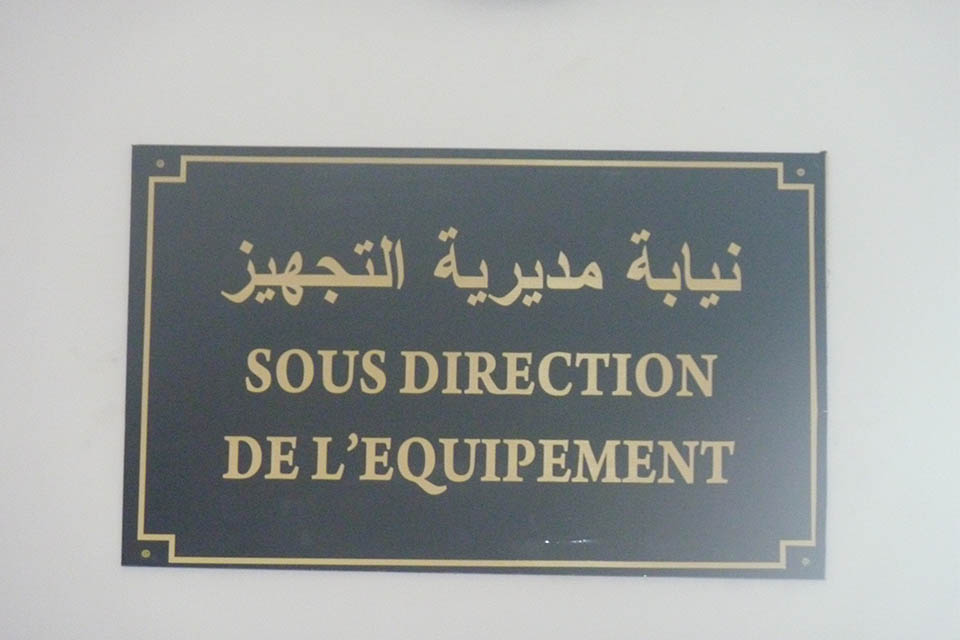 نيابة مديرية التجهيز
SOUS DIRECTION
DE L’EQUIPEMENT